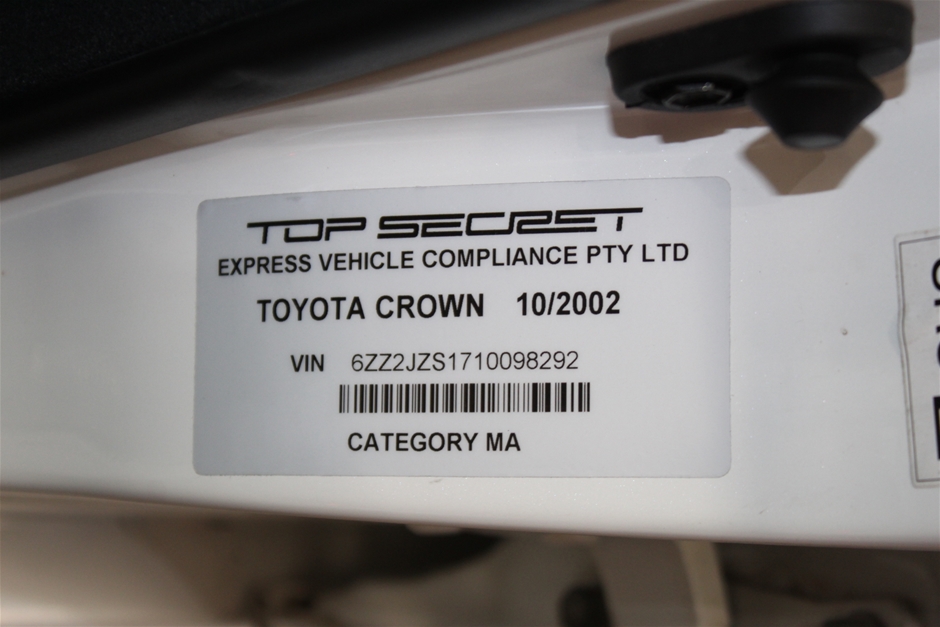 TOP SECRET
EXPRESS VEHICLE COMPLIANCE PTY LTD
TOYOTA CROWN 10/2002
VIN 6ZZ2JZS1710098292
CATEGORY MA